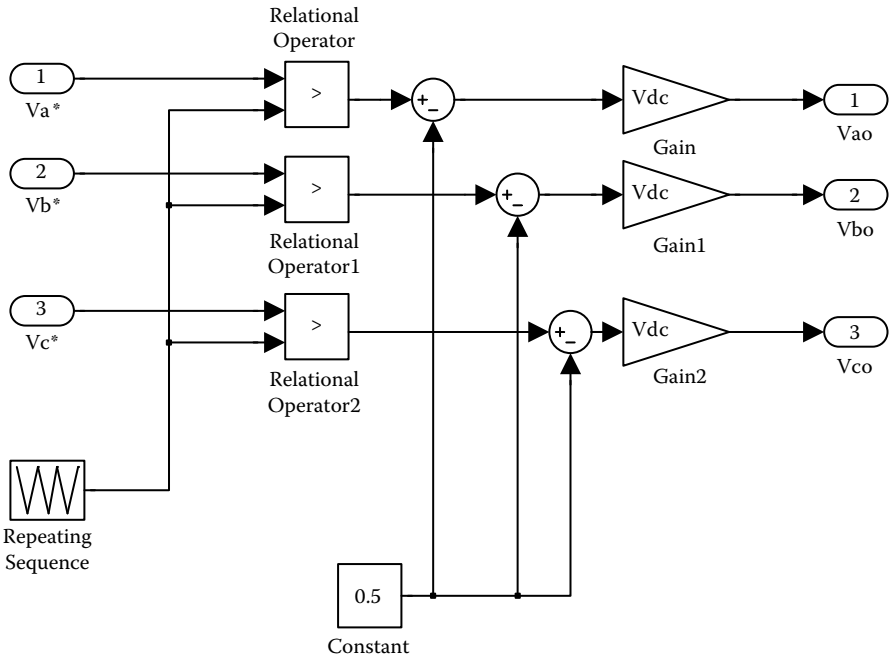 Relational
Operator
1
Va*
>
+
−
Vdc
Gain
1
Vao
2
Vb*
>
Relational
Operator1
+
−
Vdc
Gain1
2
Vbo
3
Vc*
>
Relational
Operator2
+
−
Vdc
Gain2
3
Vco
Repeating
Sequence
0.5
Constant